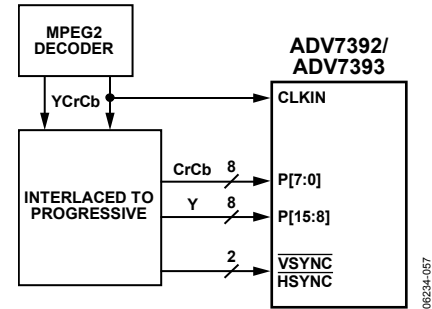 MPEG2
DECODER
ADV7392/
ADV7393
YCrCb
CLKIN
INTERLACED TO
PROGRESSIVE
CrCb
8
P[7:0]
Y
8
P[15:8]
2
VSYNC
HSYNC
06234-057